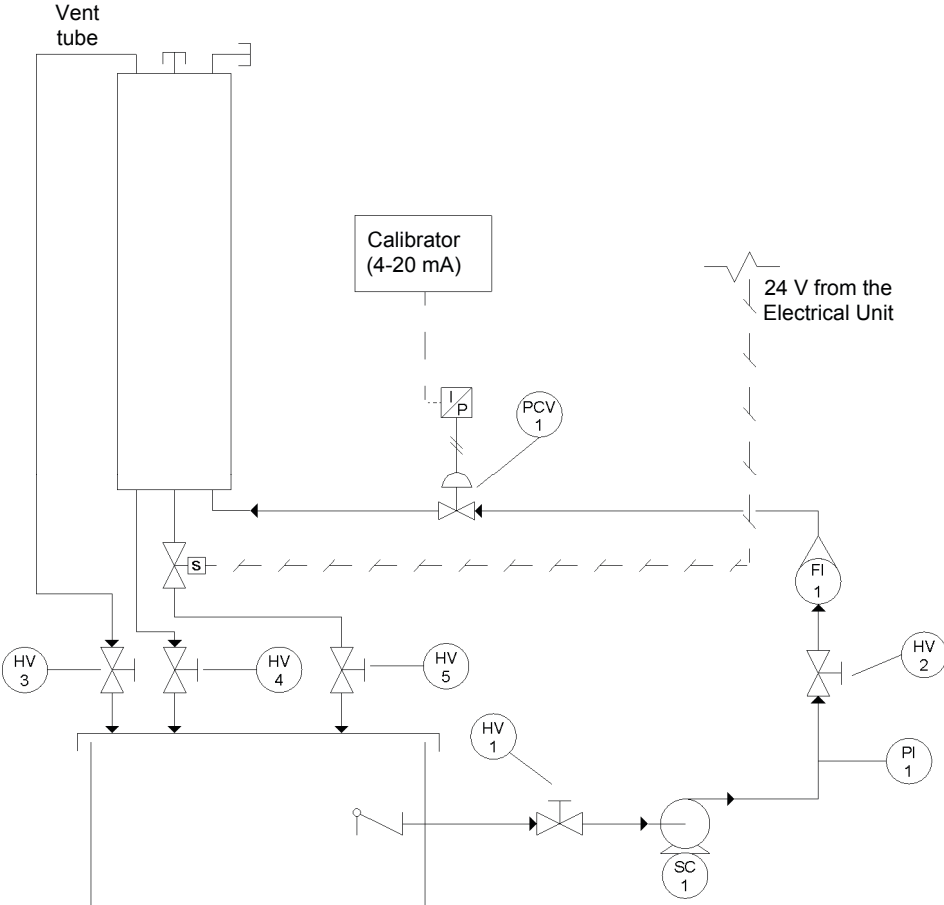 Vent
tube
Calibrator
(4-20 mA)
24 V from the
Electrical Unit
I
P
PCV
1
S
FI
1
HV
3
HV
4
HV
5
HV
2
HV
1
PI
1
SC
1